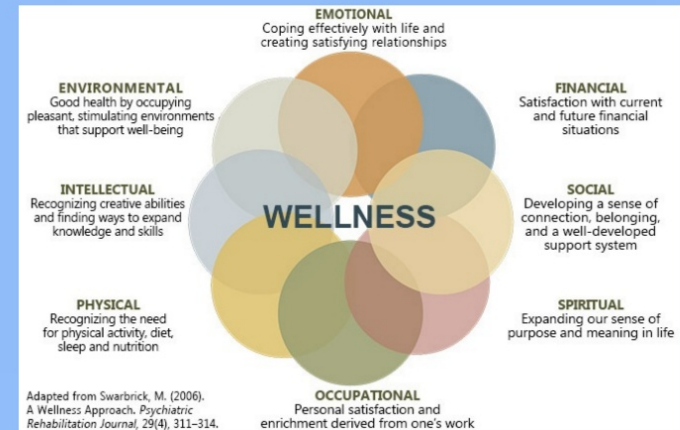 EMOTIONAL
Coping effectively with life and
creating satisfying relationships
ENVIRONMENTAL
Good health by occupying
pleasant, stimulating environments
that support well-being
FINANCIAL
Satisfaction with current
and future financial
situations
INTELLECTUAL
Recognizing creative abilities
and finding ways to expand
knowledge and skills
WELLNESS
SOCIAL
Developing a sense of
connection, belonging,
and a well-developed
support system
PHYSICAL
Recognizing the need
for physical activity, diet,
sleep and nutrition
SPIRITUAL
Expanding our sense of
purpose and meaning in life
Adapted from Swarbrick, M. (2006).
A Wellness Approach. Psychiatric
Rehabilitation Journal, 29(4), 311–314.
OCCUPATIONAL
Personal satisfaction and
enrichment derived from one's work